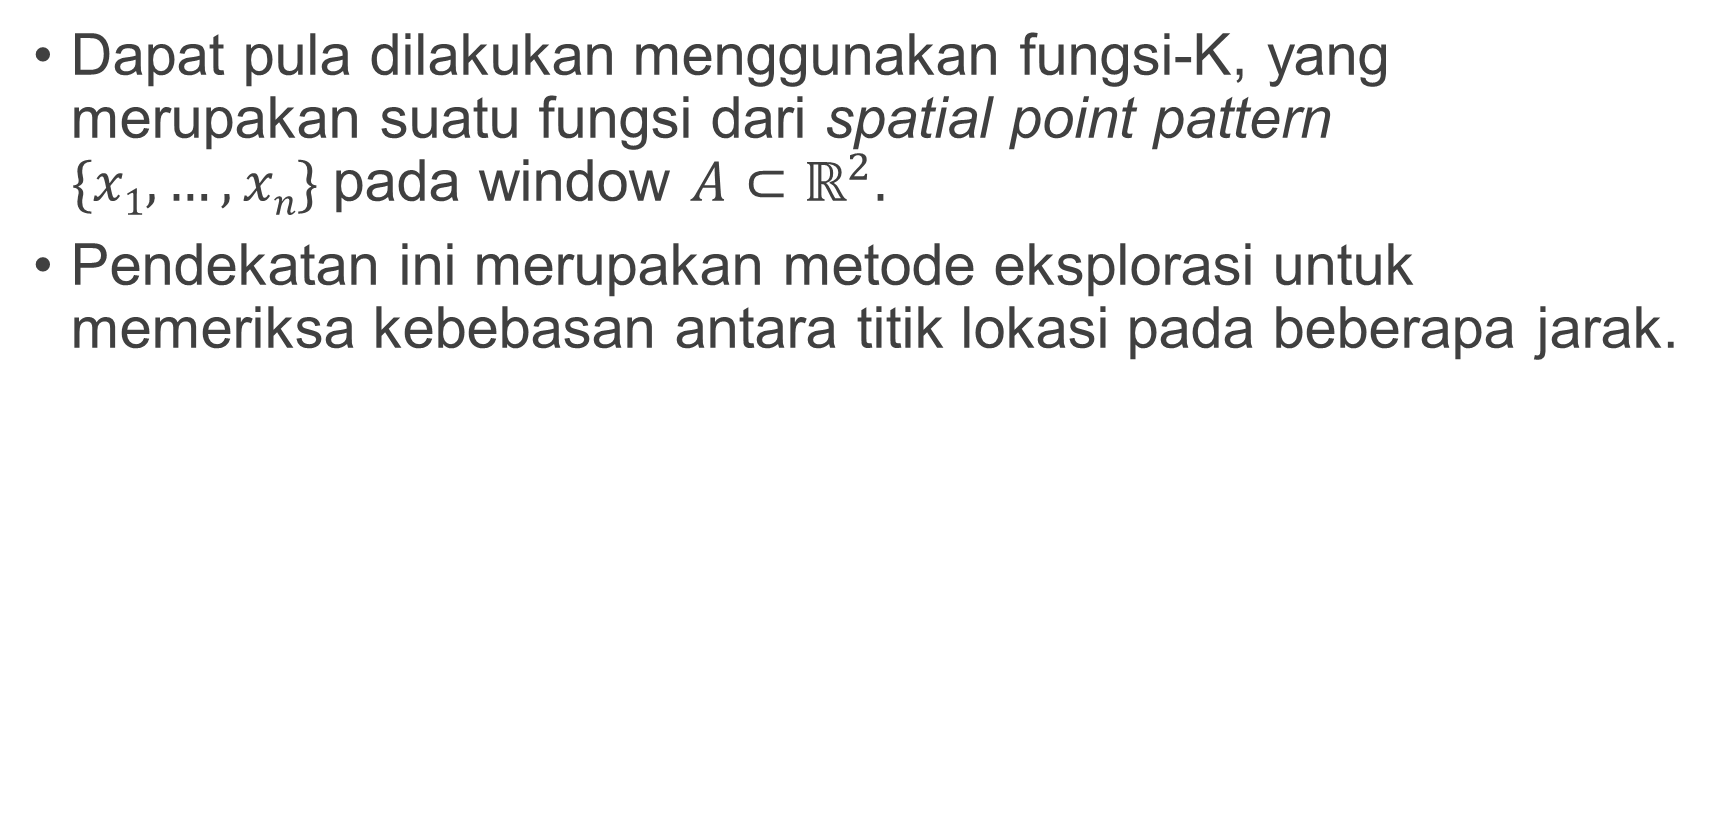 • Dapat pula dilakukan menggunakan fungsi-K, yang
merupakan suatu fungsi dari spatial point pattern
{x₁, … , xₙ} pada window A ⊂ ℝ².
• Pendekatan ini merupakan metode eksplorasi untuk
memeriksa kebebasan antara titik lokasi pada beberapa jarak.